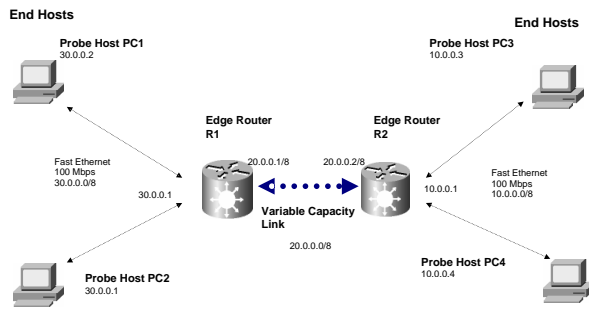 End Hosts
End Hosts
Probe Host PC1
30.0.0.2
Probe Host PC3
10.0.0.3
Edge Router
R1
Edge Router
R2
Fast Ethernet
100 Mbps
30.0.0.0/8
20.0.0.1/8
20.0.0.2/8
Fast Ethernet
100 Mbps
10.0.0.0/8
30.0.0.1
10.0.0.1
Variable Capacity
Link
20.0.0.0/8
Probe Host PC2
30.0.0.1
Probe Host PC4
10.0.0.4